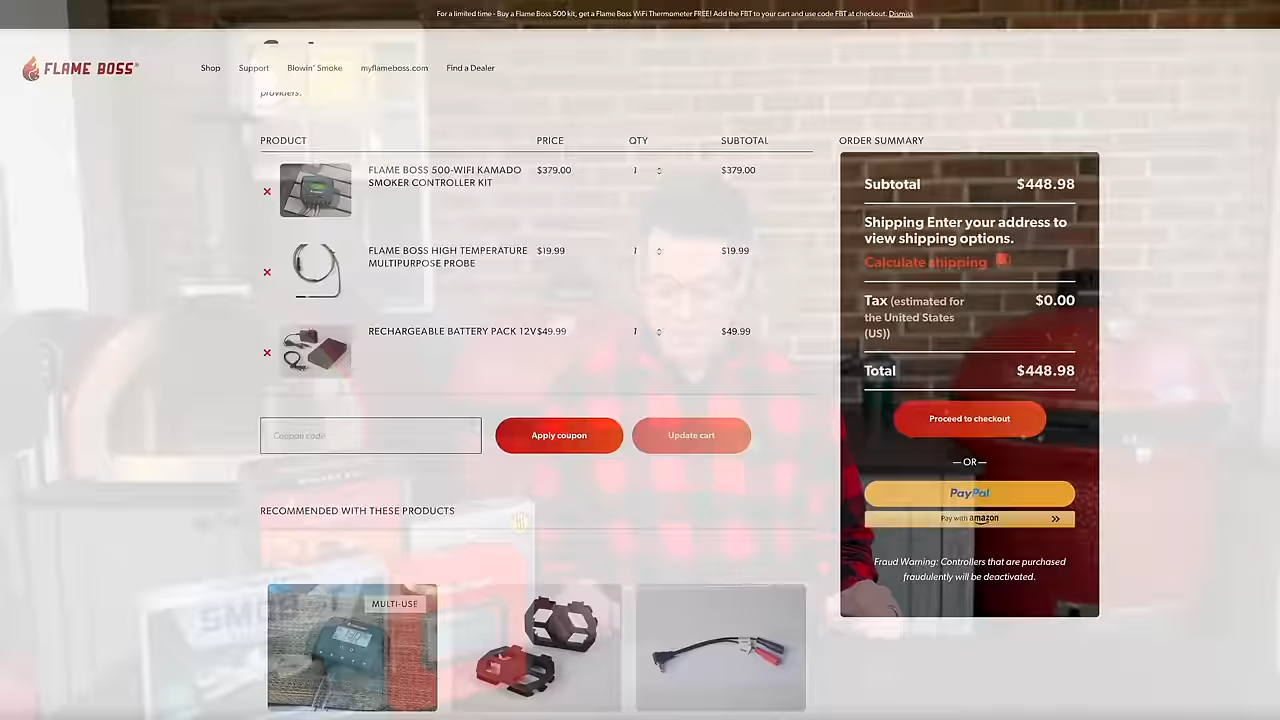 For a limited time - Buy a Flame Boss 500 kit, get a Flame Boss WiFi Thermometer FREE! Add the FBT to your cart and use code FBT at checkout. Dismiss
FLAME BOSS®
Shop
Support
Blowin' Smoke
myflameboss.com
Find a Dealer
providers.
PRODUCT
PRICE
QTY
SUBTOTAL
FLAME BOSS 500-WIFI KAMADO
SMOKER CONTROLLER KIT
$379.00
1
$379.00
FLAME BOSS HIGH TEMPERATURE
MULTIPURPOSE PROBE
$19.99
1
$19.99
RECHARGEABLE BATTERY PACK 12V
$49.99
1
$49.99
Coupon code
Apply coupon
Update cart
ORDER SUMMARY
Subtotal
$448.98
Shipping Enter your address to
view shipping options.
Calculate shipping
Tax (estimated for
the United States
(US))
$0.00
Total
$448.98
Proceed to checkout
— OR —
PayPal
Pay with amazon
Fraud Warning: Controllers that are purchased
fraudulently will be deactivated.
RECOMMENDED WITH THESE PRODUCTS
MULTI-USE